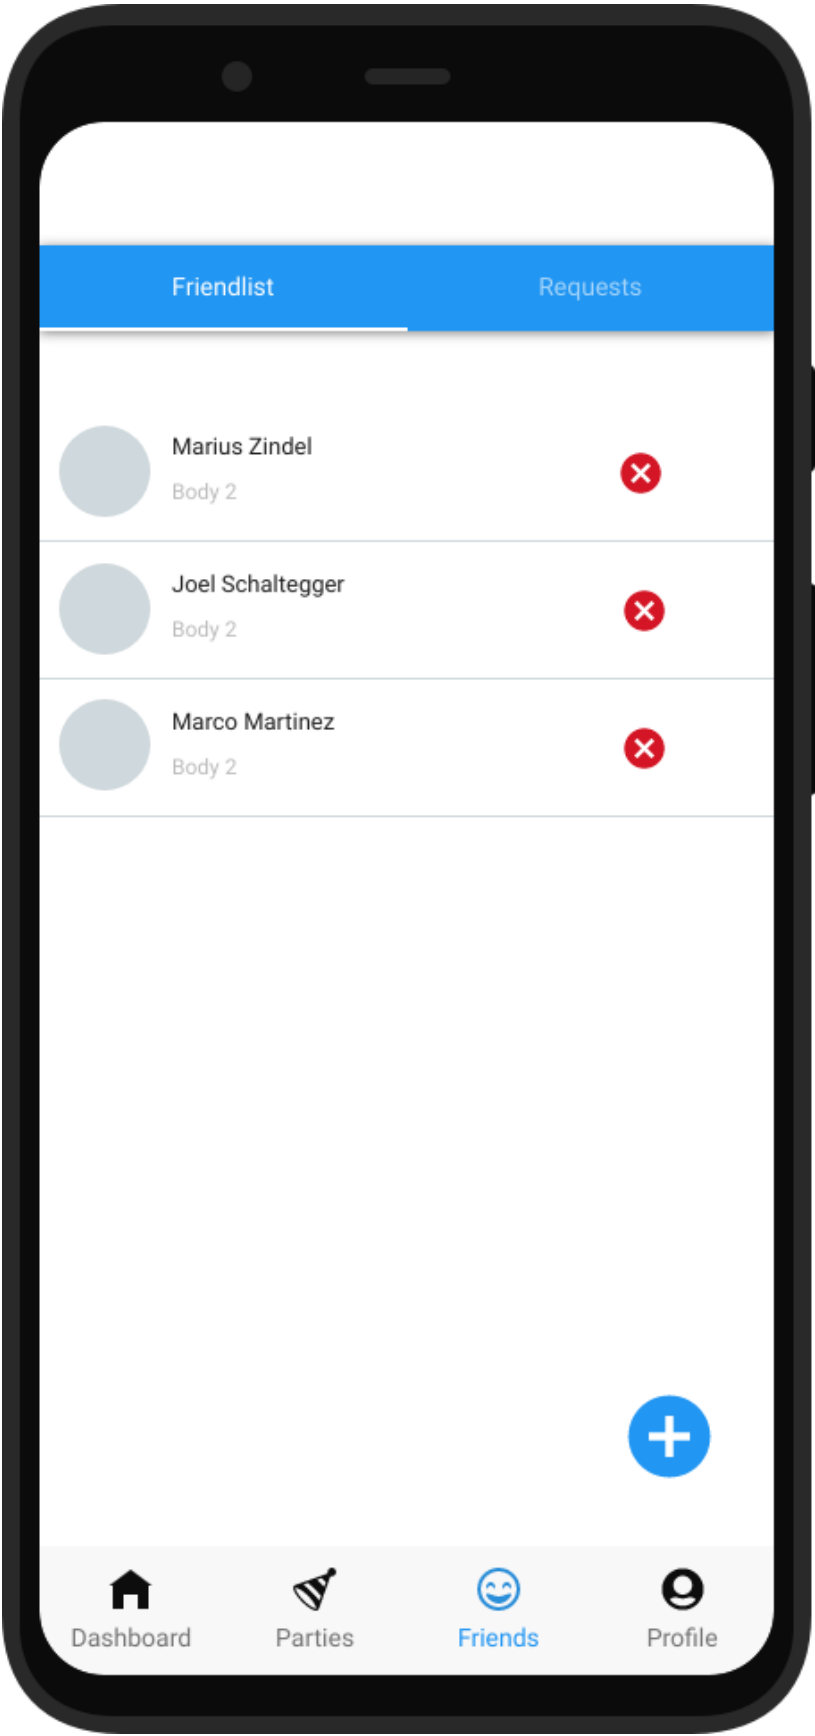 Friendlist Requests
Marius Zindel
Body 2
Joel Schaltegger
Body 2
Marco Martinez
Body 2
Dashboard Parties Friends Profile